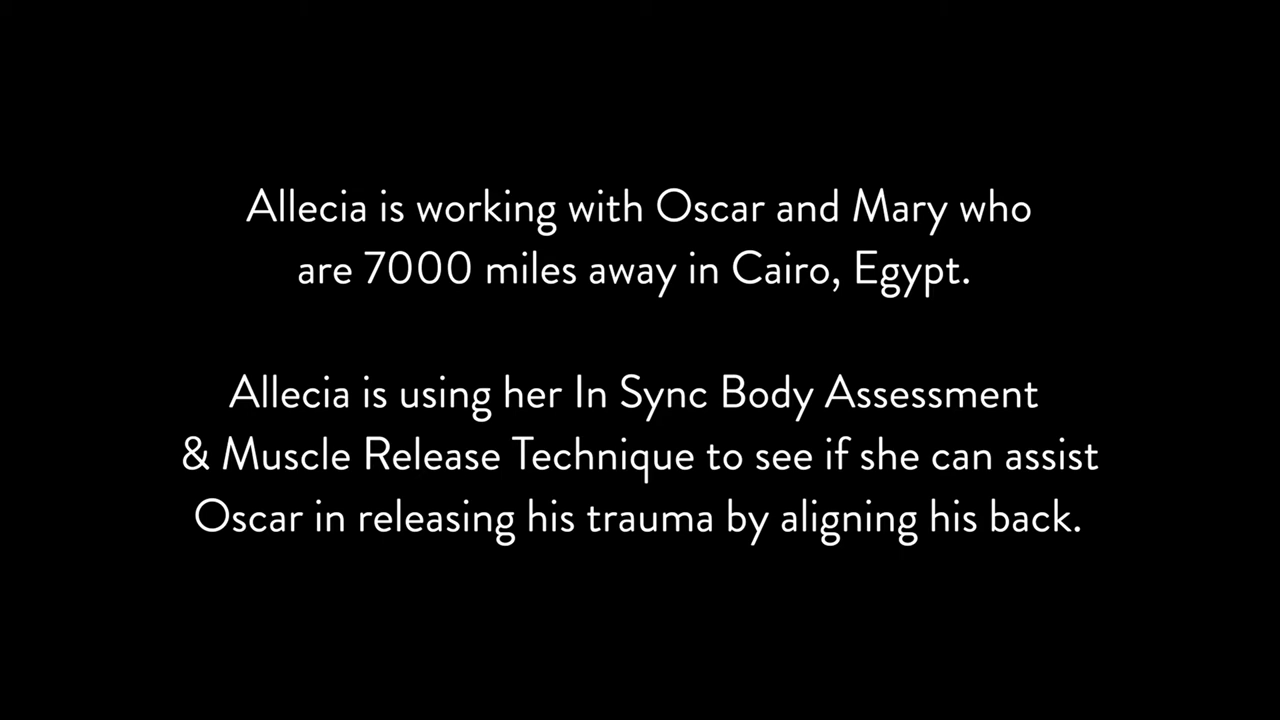 Allecia is working with Oscar and Mary who
are 7000 miles away in Cairo, Egypt.
Allecia is using her In Sync Body Assessment
& Muscle Release Technique to see if she can assist
Oscar in releasing his trauma by aligning his back.